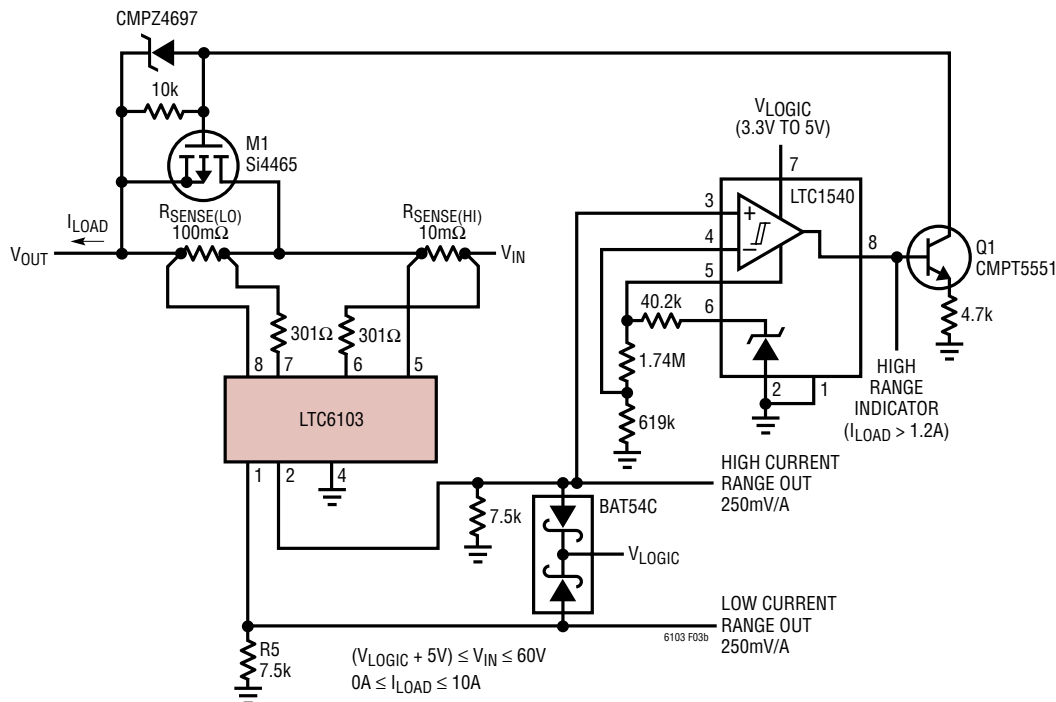 CMPZ4697
10k
M1
Si4465
VLOGIC
(3.3V TO 5V)
7
LTC1540
3
+
4
–
5
6
8
Q1
CMPT5551
40.2k
4.7k
1.74M
2
1
619k
HIGH
RANGE
INDICATOR
(ILOAD > 1.2A)
ILOAD
RSENSE(LO)
100mΩ
RSENSE(HI)
10mΩ
VOUT
VIN
301Ω
301Ω
8
7
6
5
LTC6103
1
2
4
HIGH CURRENT
RANGE OUT
250mV/A
7.5k
BAT54C
VLOGIC
LOW CURRENT
RANGE OUT
250mV/A
6103 F03b
R5
7.5k
(VLOGIC + 5V) ≤ VIN ≤ 60V
0A ≤ ILOAD ≤ 10A